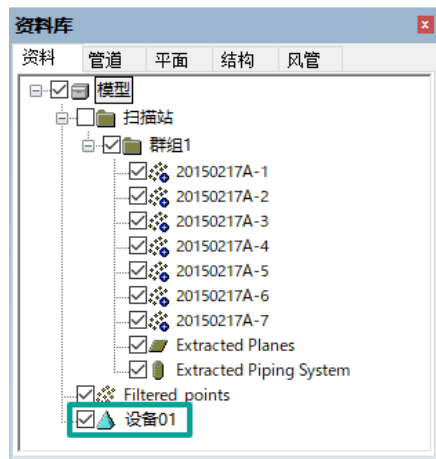 资料库
资料 管道 平面 结构 风管
模型
扫描站
群组1
20150217A-1
20150217A-2
20150217A-3
20150217A-4
20150217A-5
20150217A-6
20150217A-7
Extracted Planes
Extracted Piping System
Filtered_points
设备01